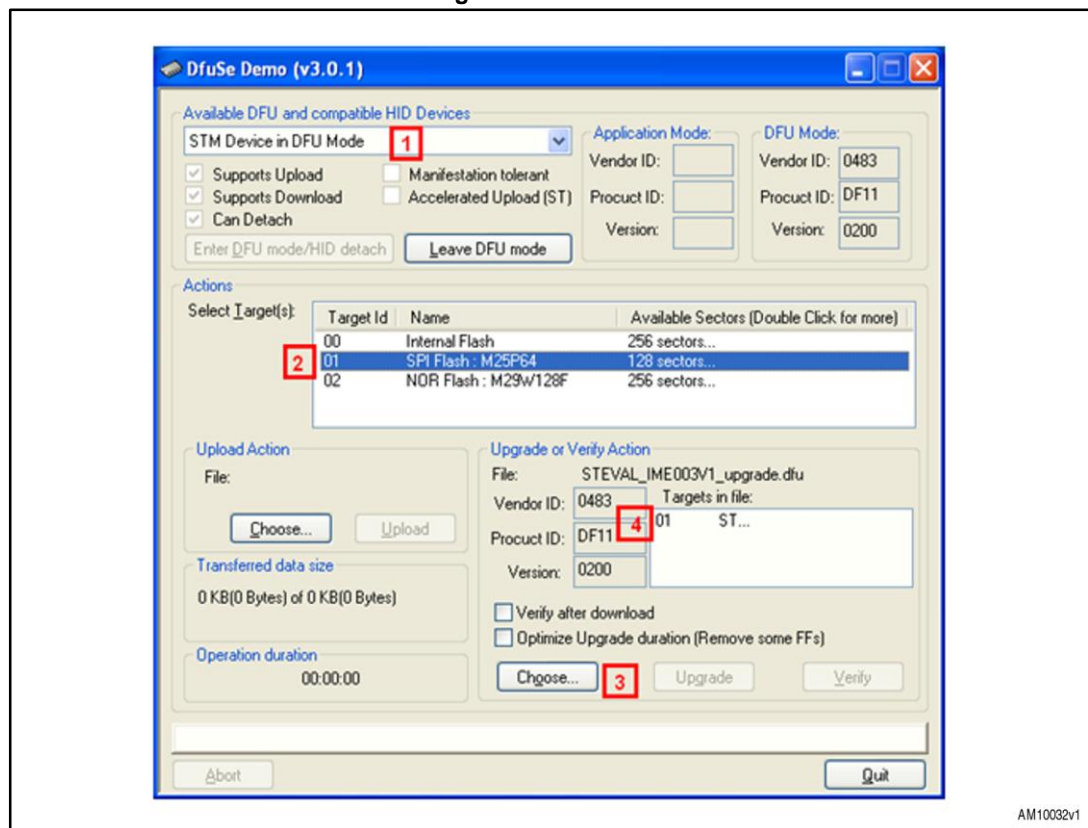 DfuSe Demo (v3.0.1)
Available DFU and compatible HID Devices
STM Device in DFU Mode
1
Supports Upload
Manifestation tolerant
Supports Download
Accelerated Upload (ST)
Can Detach
Enter DFU mode/HID detach
Leave DFU mode
Application Mode:
Vendor ID:
Procuct ID:
Version:
DFU Mode:
Vendor ID: 0483
Procuct ID: DF11
Version: 0200
Actions
Select Target(s):
Target Id Name Available Sectors (Double Click for more)
00 Internal Flash 256 sectors...
2
01 SPI Flash : M25P64 128 sectors...
02 NOR Flash : M29W128F 256 sectors...
Upload Action
File:
Choose...
Upload
Transferred data size
0 KB(0 Bytes) of 0 KB(0 Bytes)
Operation duration
00:00:00
Upgrade or Verify Action
File: STEVAL_IME003V1_upgrade.dfu
Vendor ID: 0483
Procuct ID: DF11
Version: 0200
Targets in file:
4
01 ST...
Verify after download
Optimize Upgrade duration (Remove some FFs)
Choose...
3
Upgrade
Verify
Abort
Quit
AM10032v1